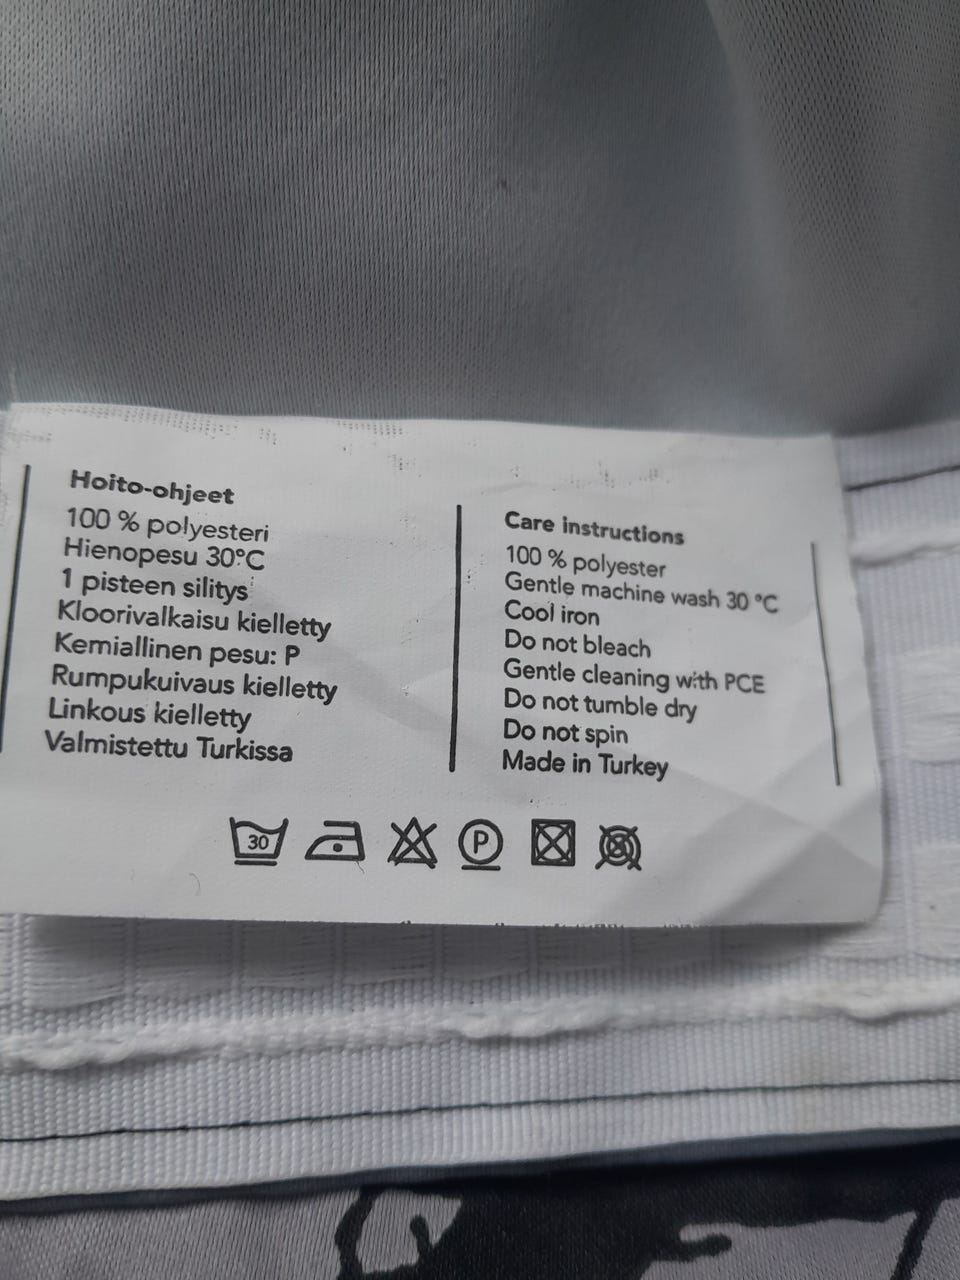 Hoito-ohjeet
100 % polyesteri
Hienopesu 30°C
1 pisteen silitys
Kloorivalkaisu kielletty
Kemiallinen pesu: P
Rumpukuivaus kielletty
Linkous kielletty
Valmistettu Turkissa
Care instructions
100 % polyester
Gentle machine wash 30 °C
Cool iron
Do not bleach
Gentle cleaning with PCE
Do not tumble dry
Do not spin
Made in Turkey
30 P